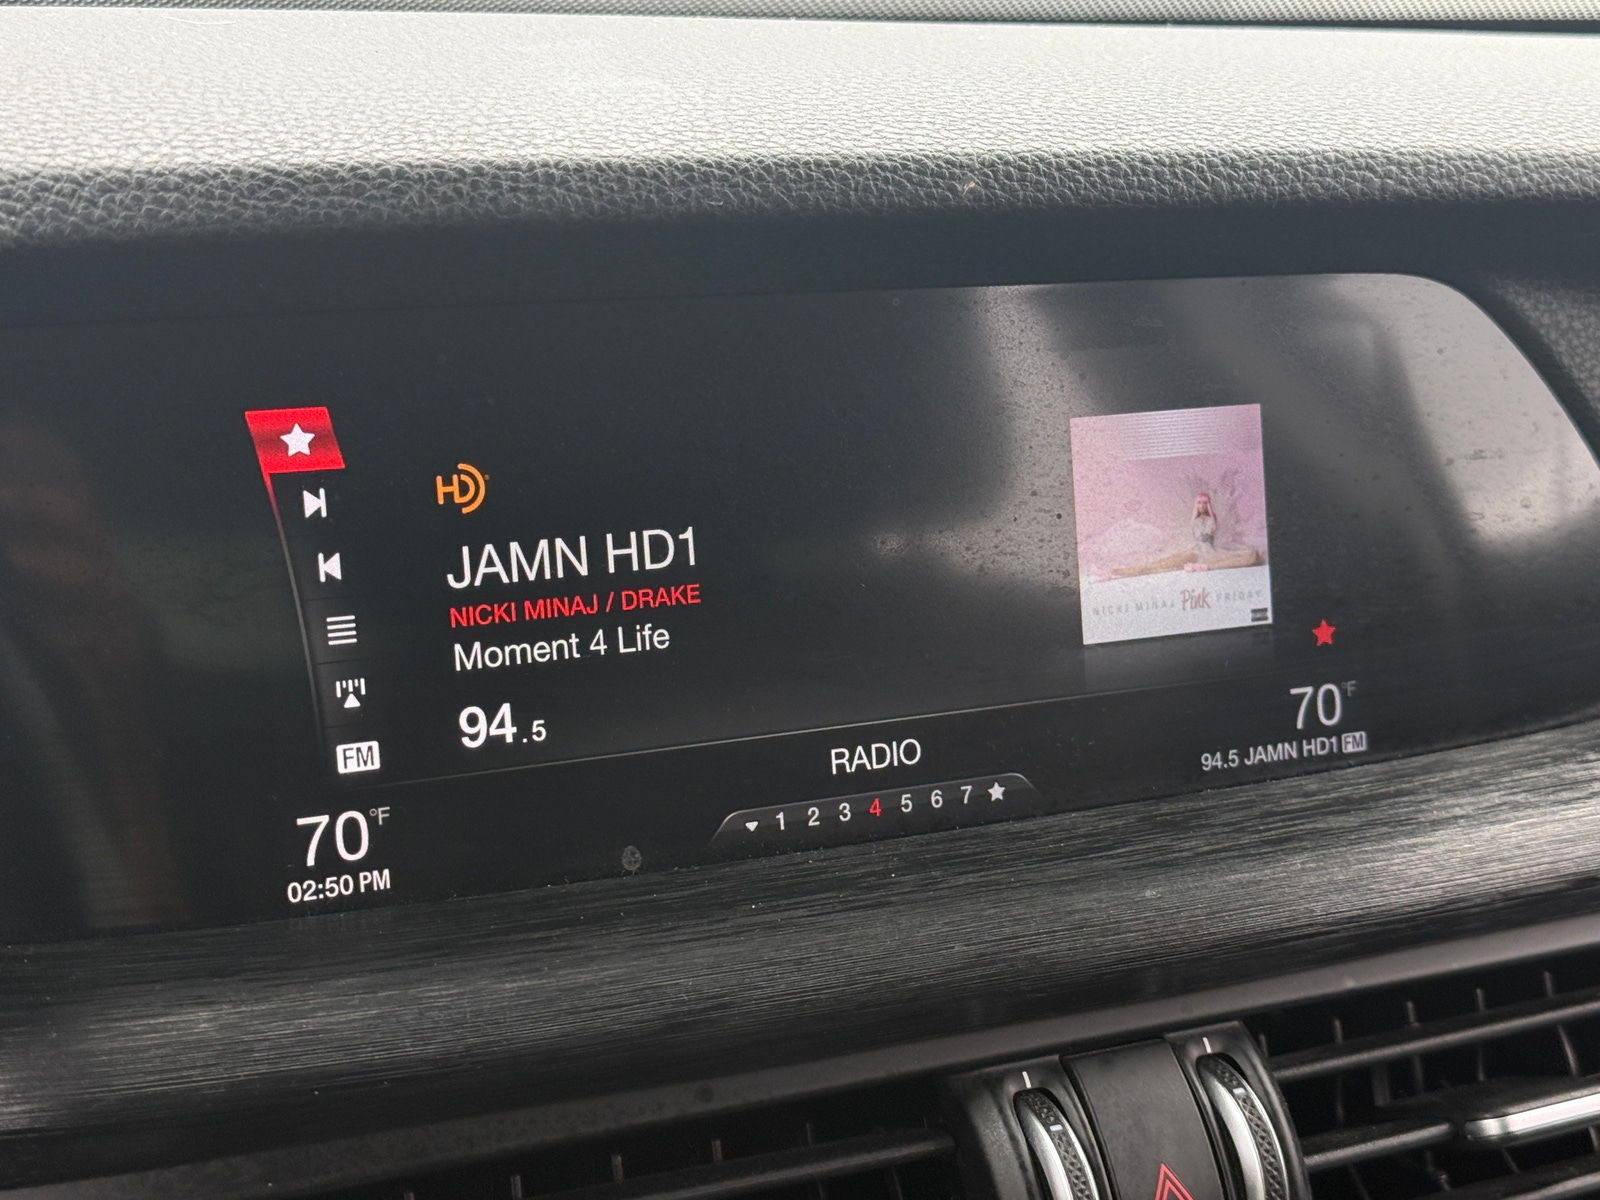 HD
JAMN HD1
NICKI MINAJ / DRAKE
Moment 4 Life
94.5
FM
NICKI MINAJ Pink FRIDAY
70°F
02:50 PM
RADIO
1 2 3 4 5 6 7
70°F
94.5 JAMN HD1 FM